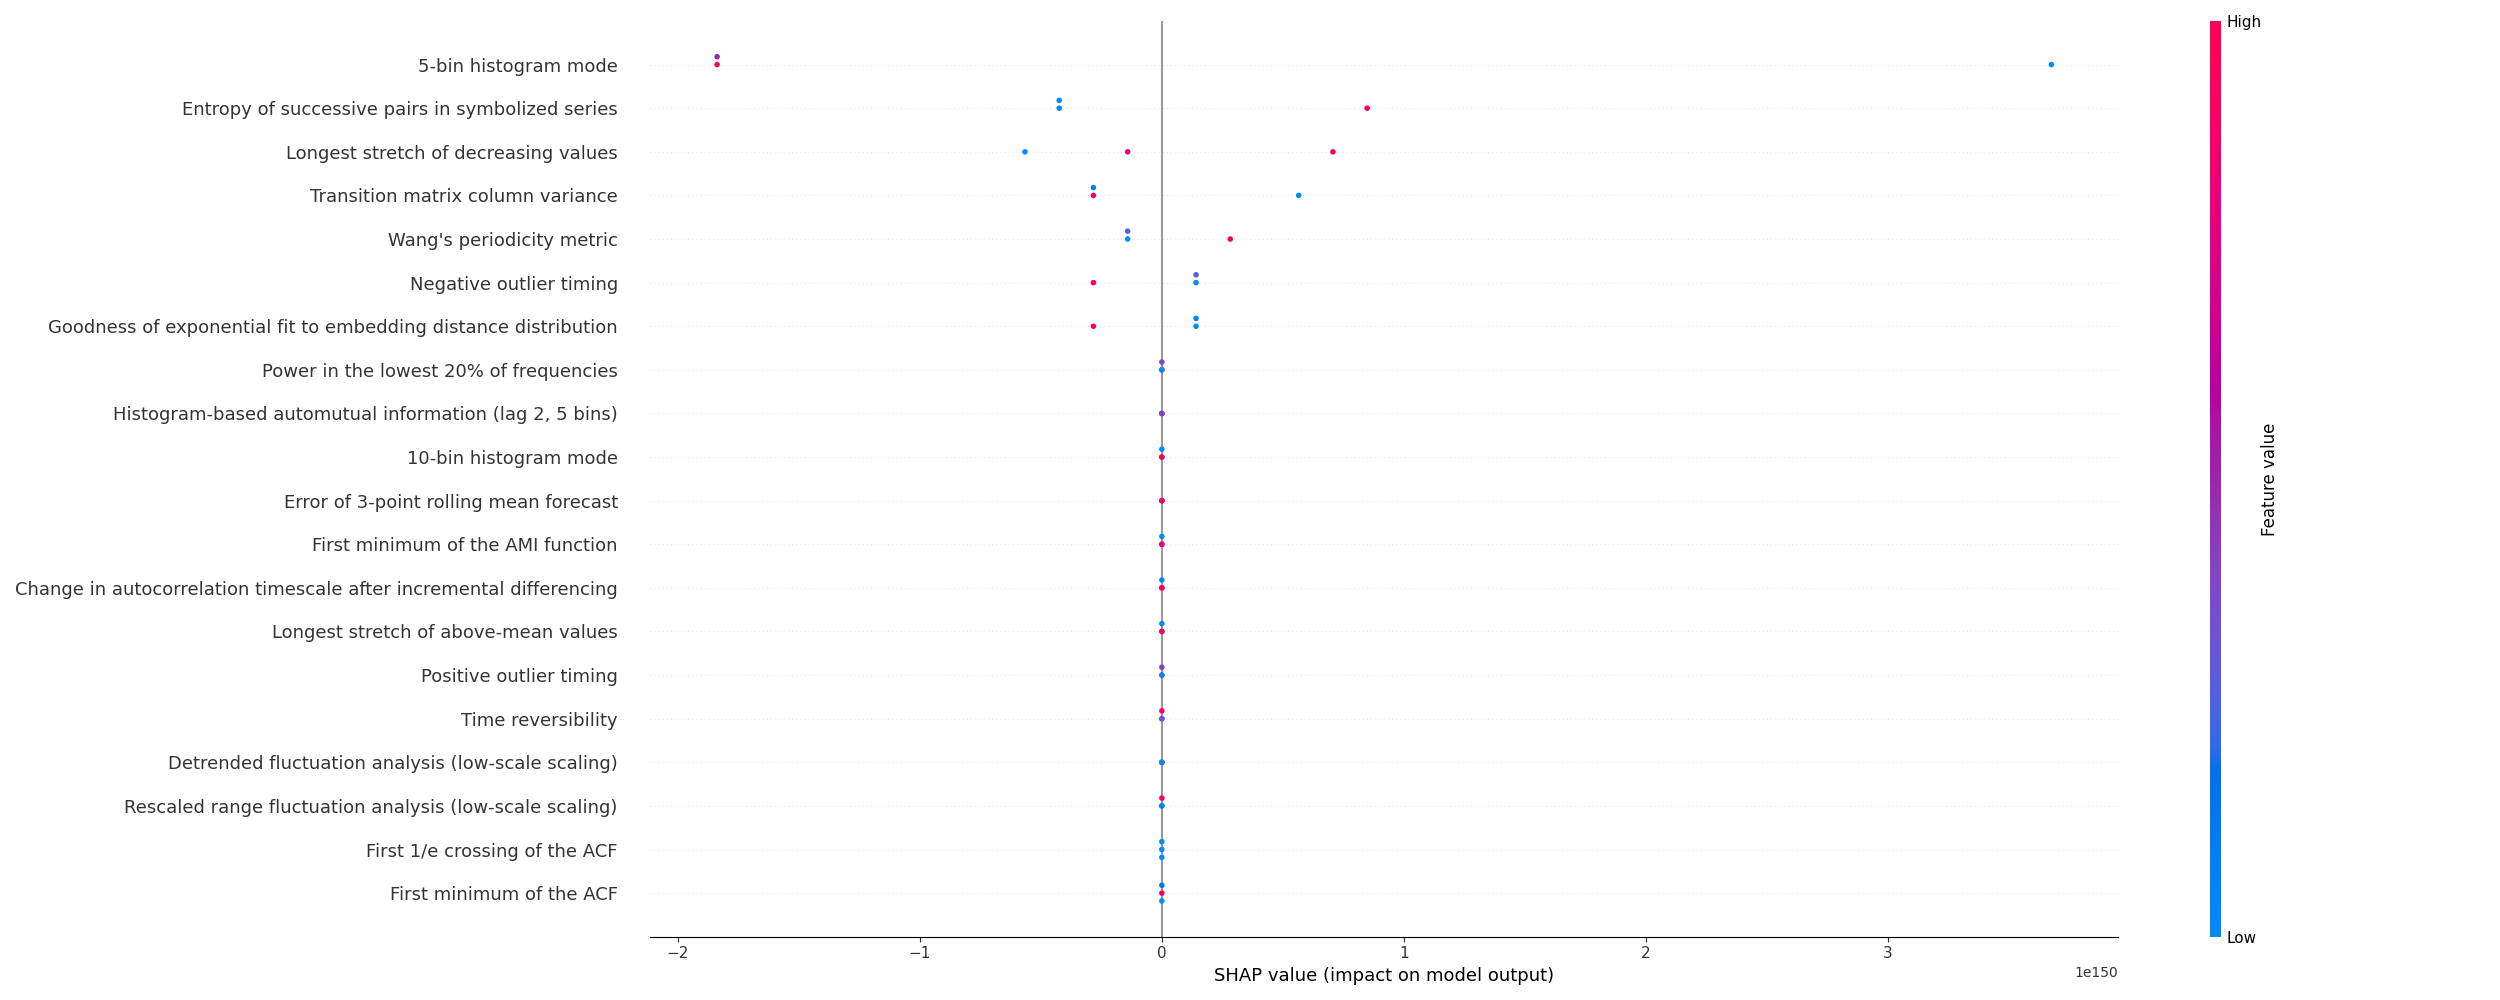 High
5-bin histogram mode
Entropy of successive pairs in symbolized series
Longest stretch of decreasing values
Transition matrix column variance
Wang's periodicity metric
Negative outlier timing
Goodness of exponential fit to embedding distance distribution
Power in the lowest 20% of frequencies
Histogram-based automutual information (lag 2, 5 bins)
10-bin histogram mode
Error of 3-point rolling mean forecast
First minimum of the AMI function
Change in autocorrelation timescale after incremental differencing
Longest stretch of above-mean values
Positive outlier timing
Time reversibility
Detrended fluctuation analysis (low-scale scaling)
Rescaled range fluctuation analysis (low-scale scaling)
First 1/e crossing of the ACF
First minimum of the ACF
Feature value
Low
−2 −1 0 1 2 3
1e150
SHAP value (impact on model output)